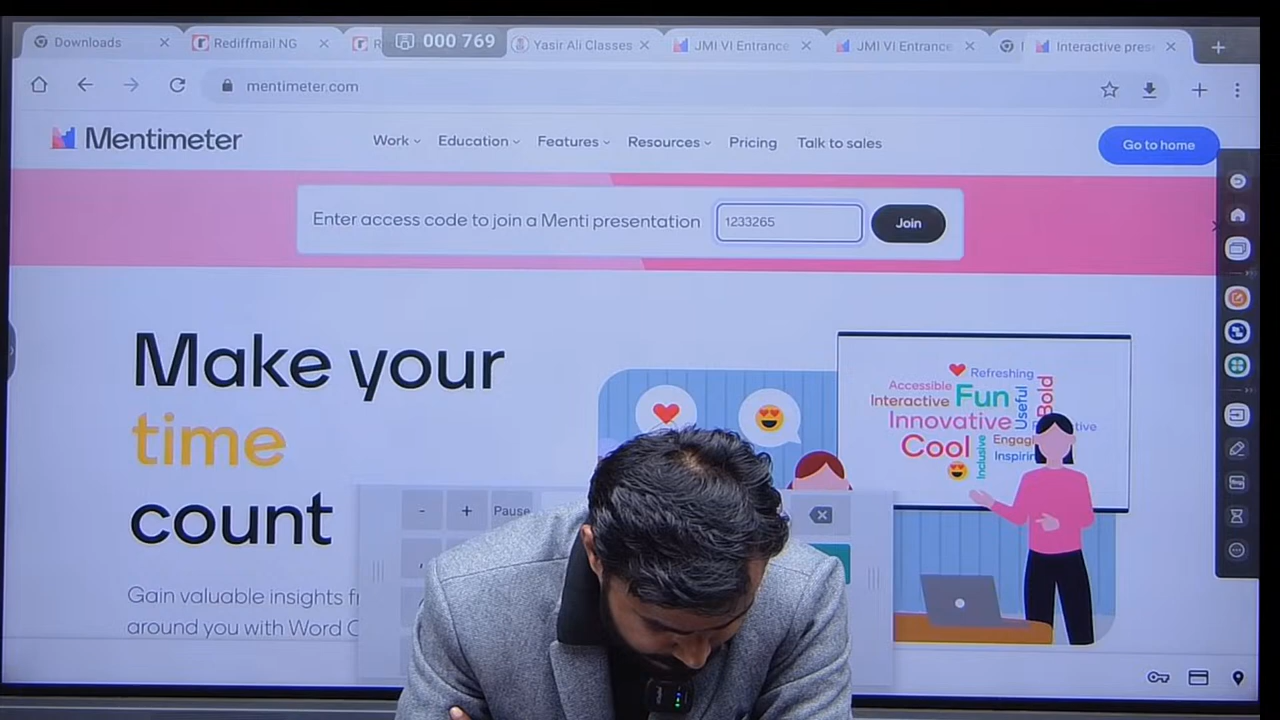 Downloads
Rediffmail NG
000 769
Yasir Ali Classes
JMI VI Entrance
JMI VI Entrance
Interactive pres
mentimeter.com
Mentimeter
Work
Education
Features
Resources
Pricing
Talk to sales
Go to home
Enter access code to join a Menti presentation
1233265
Join
Make your
time
count
Refreshing
Accessible
Interactive
Fun
Useful
Bold
Innovative
Cool
Inclusive
Engagi
Inspirin
- + Pause
Gain valuable insights
around you with Word